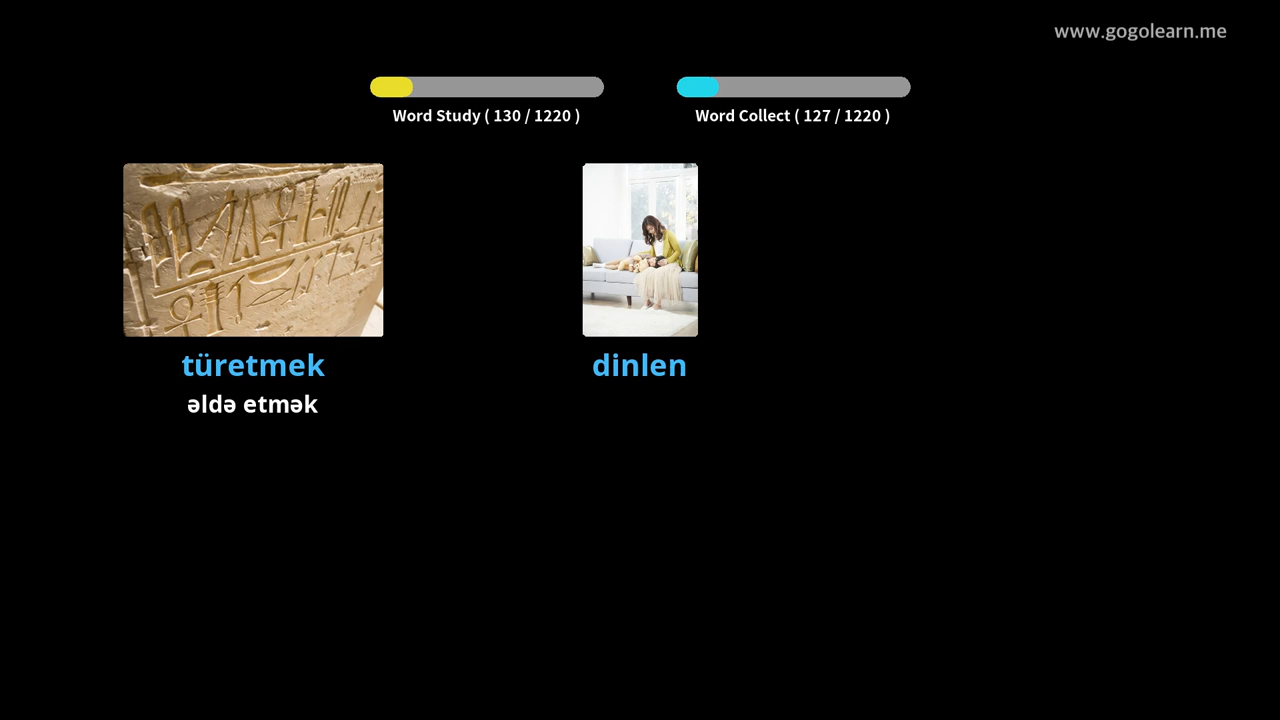 www.gogolearn.me
Word Study ( 130 / 1220 )
Word Collect ( 127 / 1220 )
türetmek
əldə etmək
dinlen